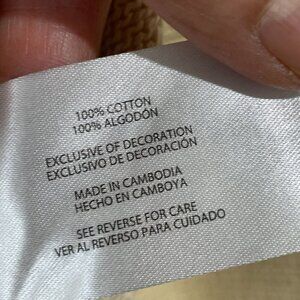 100% COTTON
100% ALGODÓN
EXCLUSIVE OF DECORATION
EXCLUSIVO DE DECORACIÓN
MADE IN CAMBODIA
HECHO EN CAMBOYA
SEE REVERSE FOR CARE
VER AL REVERSO PARA CUIDADO